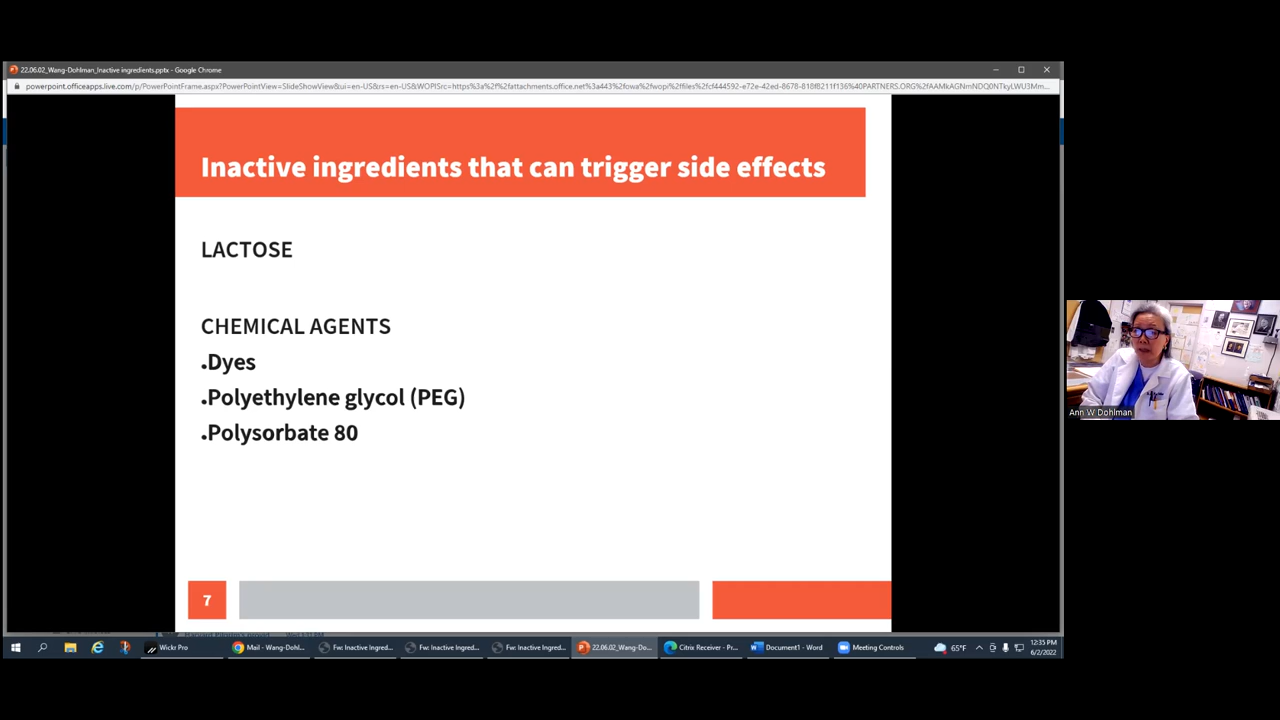 22.06.02_Wang-Dohlman_Inactive ingredients.pptx - Google Chrome
Inactive ingredients that can trigger side effects
LACTOSE
CHEMICAL AGENTS
.Dyes
.Polyethylene glycol (PEG)
.Polysorbate 80
7
Ann W Dohlman
Wickr Pro
Mail - Wang-Dohl...
Fw: Inactive Ingred...
Fw: Inactive Ingred...
Fw: Inactive Ingred...
22.06.02_Wang-Do...
Citrix Receiver - Pr...
Document1 - Word
Meeting Controls
65°F
12:35 PM
6/2/2022